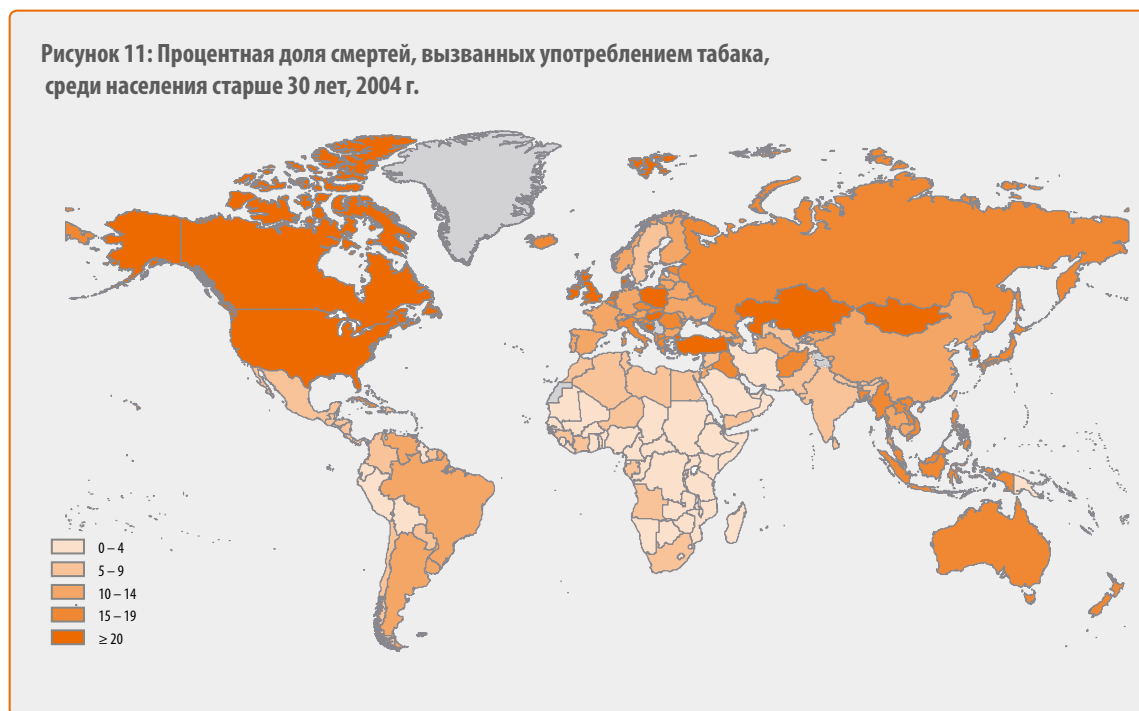 Рисунок 11: Процентная доля смертей, вызванных употреблением табака,
среди населения старше 30 лет, 2004 г.
0 – 4
5 – 9
10 – 14
15 – 19
≥ 20